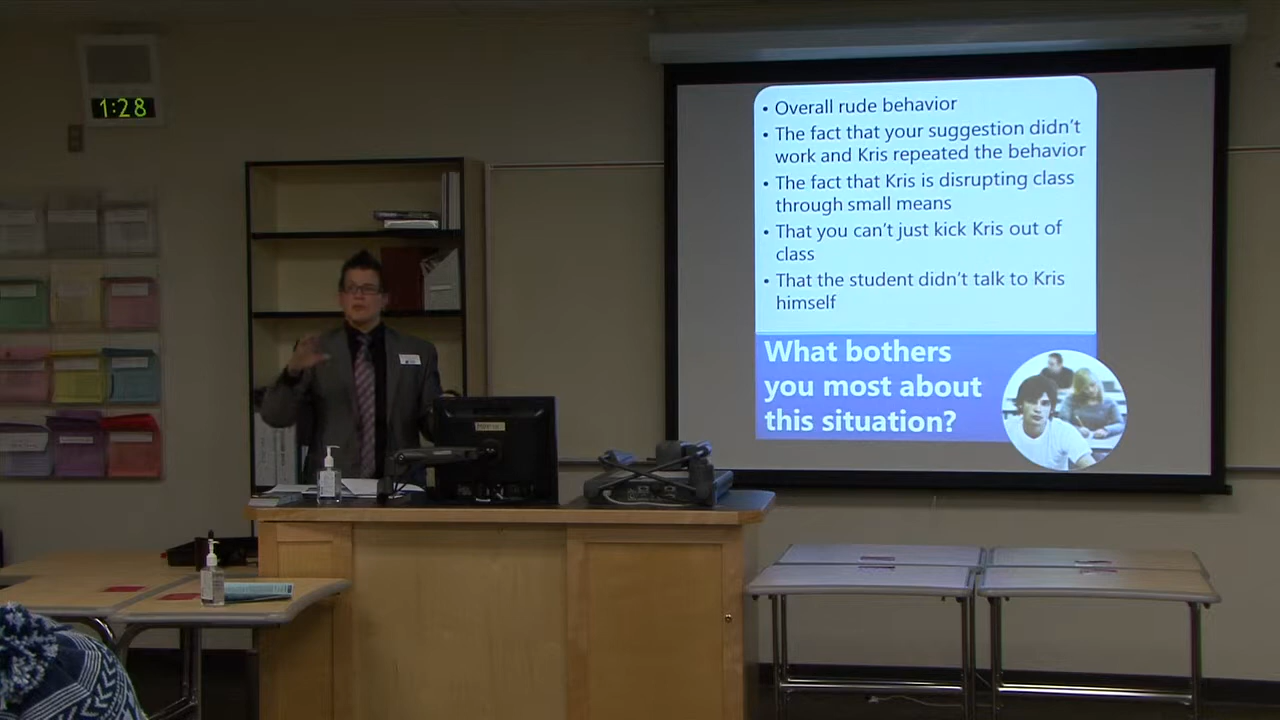 1:28
• Overall rude behavior
• The fact that your suggestion didn't
work and Kris repeated the behavior
• The fact that Kris is disrupting class
through small means
• That you can't just kick Kris out of
class
• That the student didn't talk to Kris
himself
What bothers
you most about
this situation?